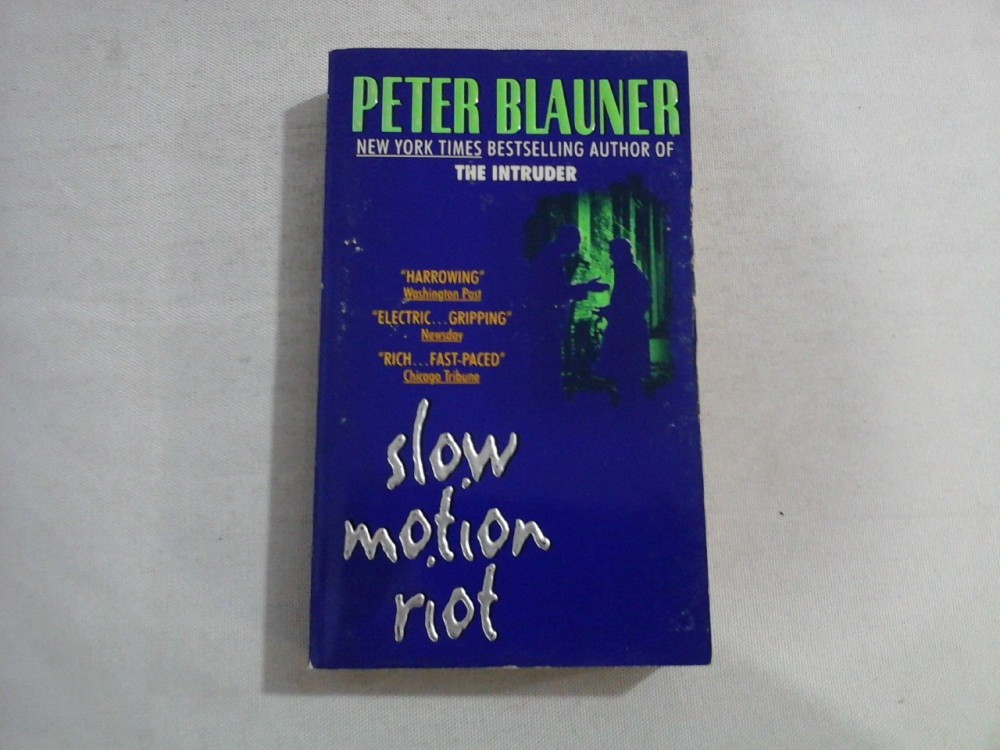 PETER BLAUNER
NEW YORK TIMES BESTSELLING AUTHOR OF
THE INTRUDER
"HARROWING"
Washington Post
"ELECTRIC...GRIPPING"
Newsday
"RICH...FAST-PACED"
Chicago Tribune
slow
motion
riot